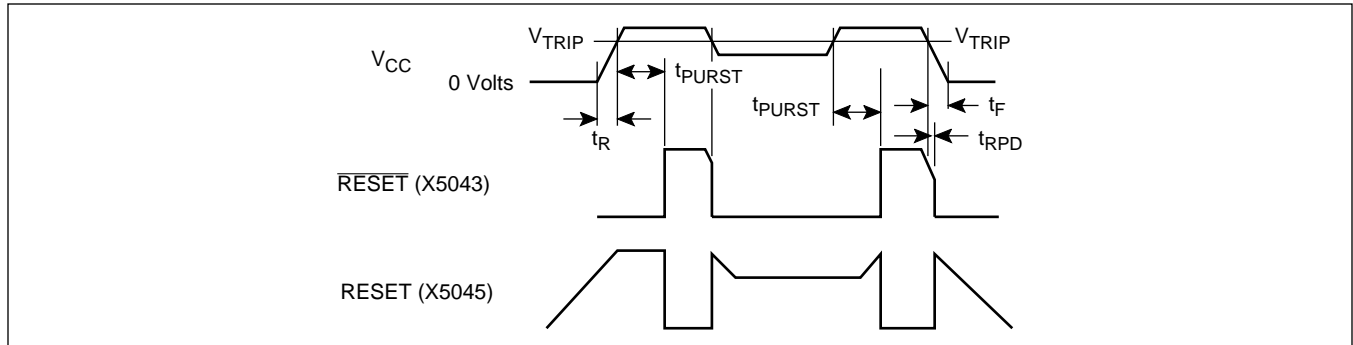 VTRIP
VTRIP
VCC
0 Volts
tPURST
tPURST
tF
tR
tRPD
RESET (X5043)
RESET (X5045)